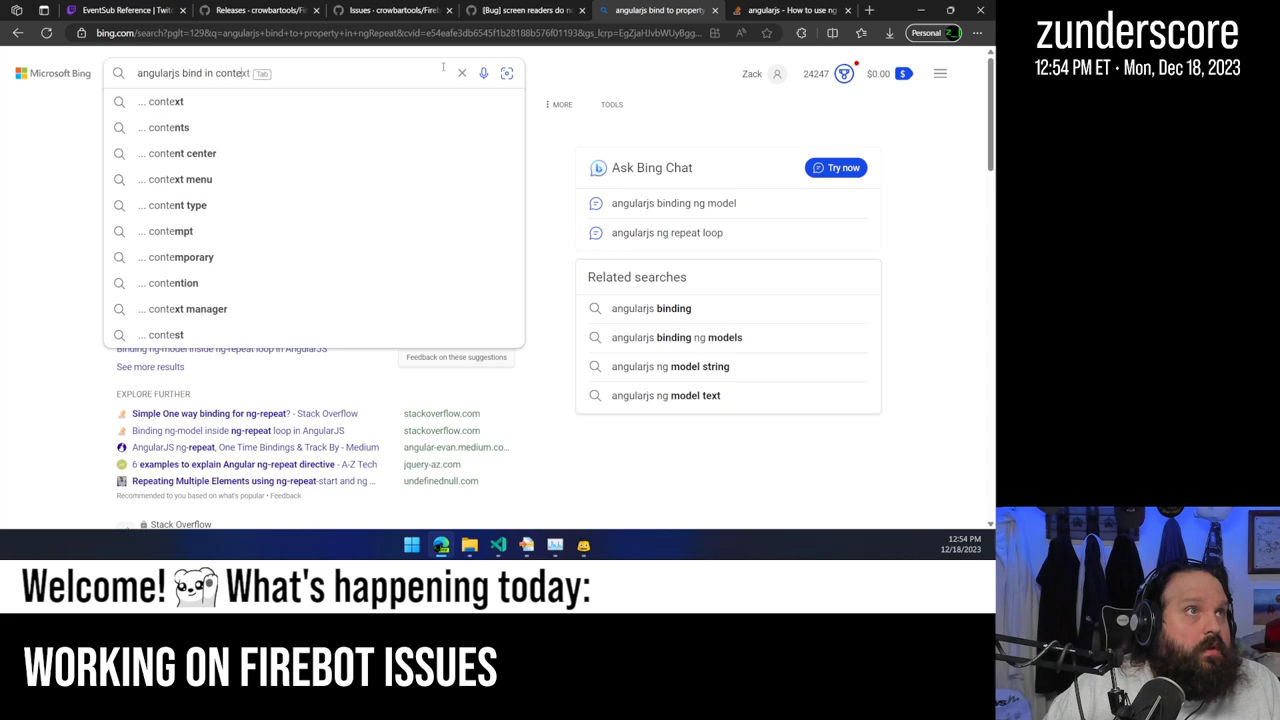 EventSub Reference | Twit
Releases · crowbartools/Fi
Issues · crowbartools/Fireb
[Bug] screen readers do n
angularjs bind to property
angularjs - How to use ng
bing.com/search?pglt=129&q=angularjs+bind+to+property+in+ngRepeat&cvid=e54eafe3db6545f1b28188576f01193&gs_lcrp=EgZjaHJvbWUyBgg...
Personal
Microsoft Bing
angularjs bind in context Tab
Zack
24247
$0.00
MORE
TOOLS
... context
... contents
... content center
... context menu
... content type
... contempt
... contemporary
... contention
... context manager
... contest
Ask Bing Chat
Try now
angularjs binding ng model
angularjs ng repeat loop
Related searches
angularjs binding
angularjs binding ng models
angularjs ng model string
angularjs ng model text
Binding ng-model inside ng-repeat loop in AngularJS
See more results
Feedback on these suggestions
EXPLORE FURTHER
Simple One way binding for ng-repeat? - Stack Overflow
stackoverflow.com
Binding ng-model inside ng-repeat loop in AngularJS
stackoverflow.com
AngularJS ng-repeat, One Time Bindings & Track By - Medium
angular-evan.medium.co...
6 examples to explain Angular ng-repeat directive - A-Z Tech
jquery-az.com
Repeating Multiple Elements using ng-repeat-start and ng ...
undefinednull.com
Recommended to you based on what's popular • Feedback
Stack Overflow
12:54 PM
12/18/2023
zunderscore
12:54 PM ET • Mon, Dec 18, 2023
Welcome! What's happening today:
WORKING ON FIREBOT ISSUES